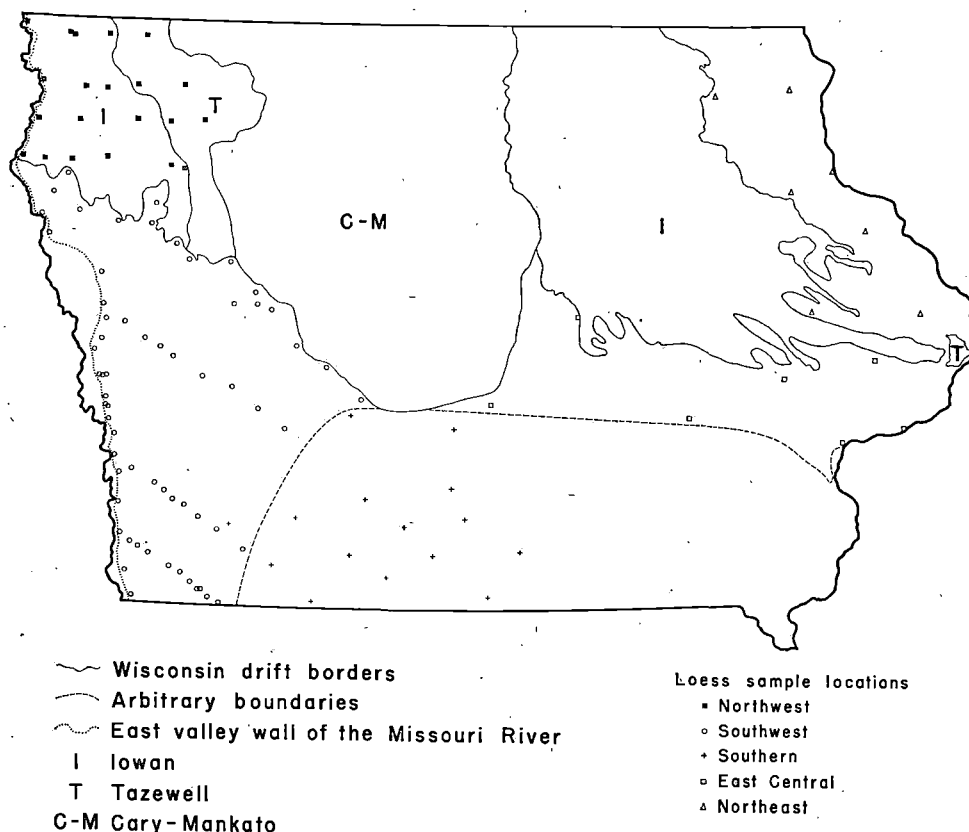 T
I
C-M
I
T
Wisconsin drift borders
Arbitrary boundaries
East valley wall of the Missouri River
I Iowan
T Tazewell
C-M Cary-Mankato
Loess sample locations
Northwest
Southwest
Southern
East Central
Northeast